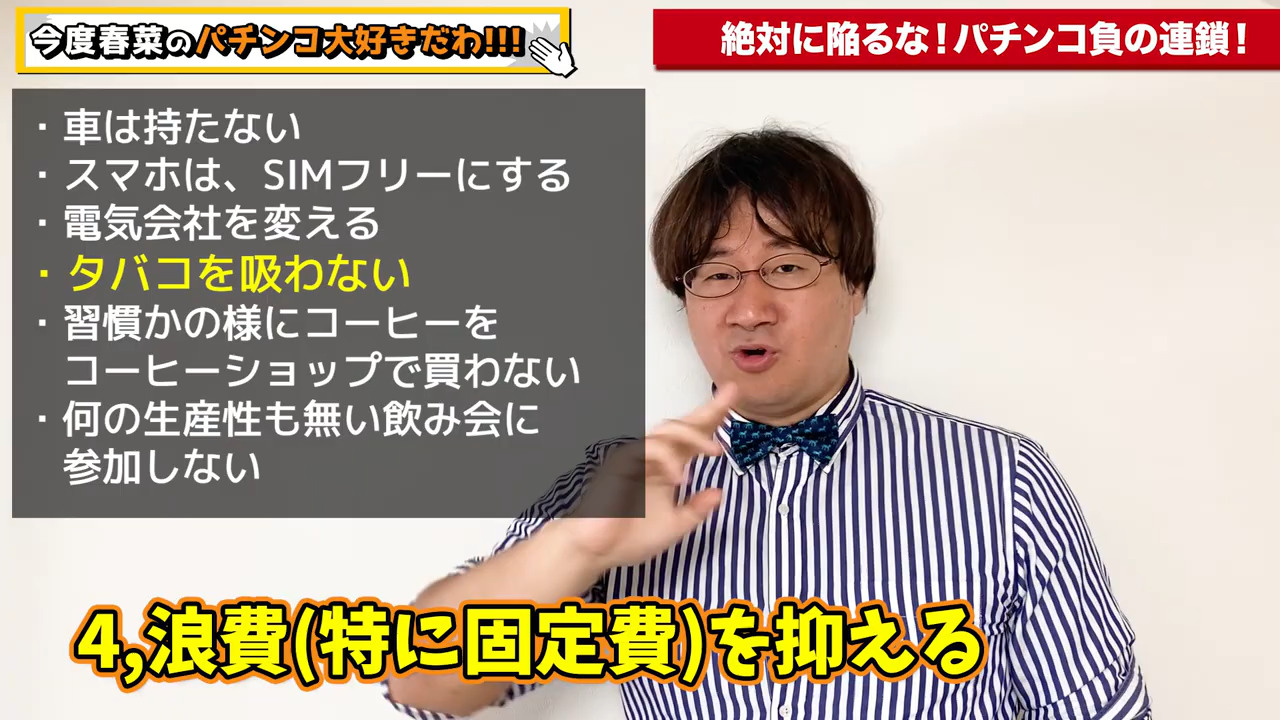 今度春菜のパチンコ大好きだわ!!!
絶対に陥るな!パチンコ負の連鎖!
・車は持たない
・スマホは、SIMフリーにする
・電気会社を変える
・タバコを吸わない
・習慣かの様にコーヒーを
コーヒーショップで買わない
・何の生産性も無い飲み会に
参加しない
4,浪費(特に固定費)を抑える